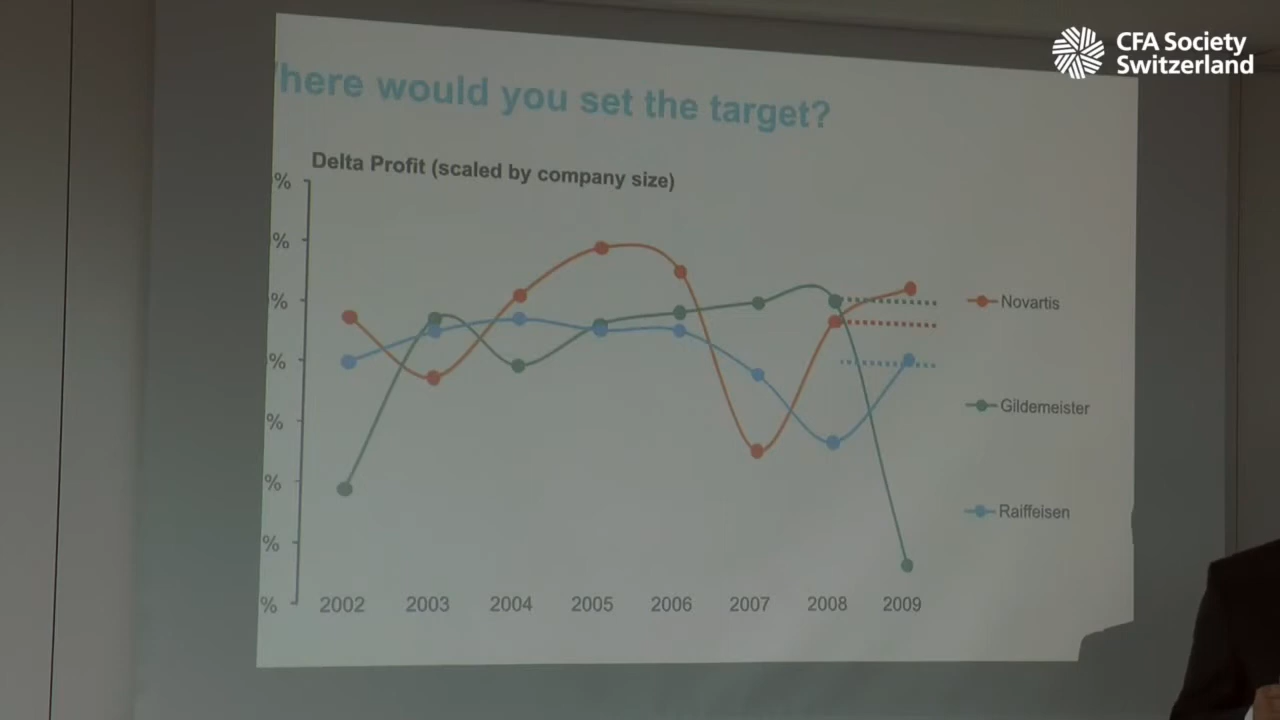 CFA Society
Switzerland
here would you set the target?
Delta Profit (scaled by company size)
%
%
%
%
%
%
%
%
Novartis
Gildemeister
Raiffeisen
2002 2003 2004 2005 2006 2007 2008 2009